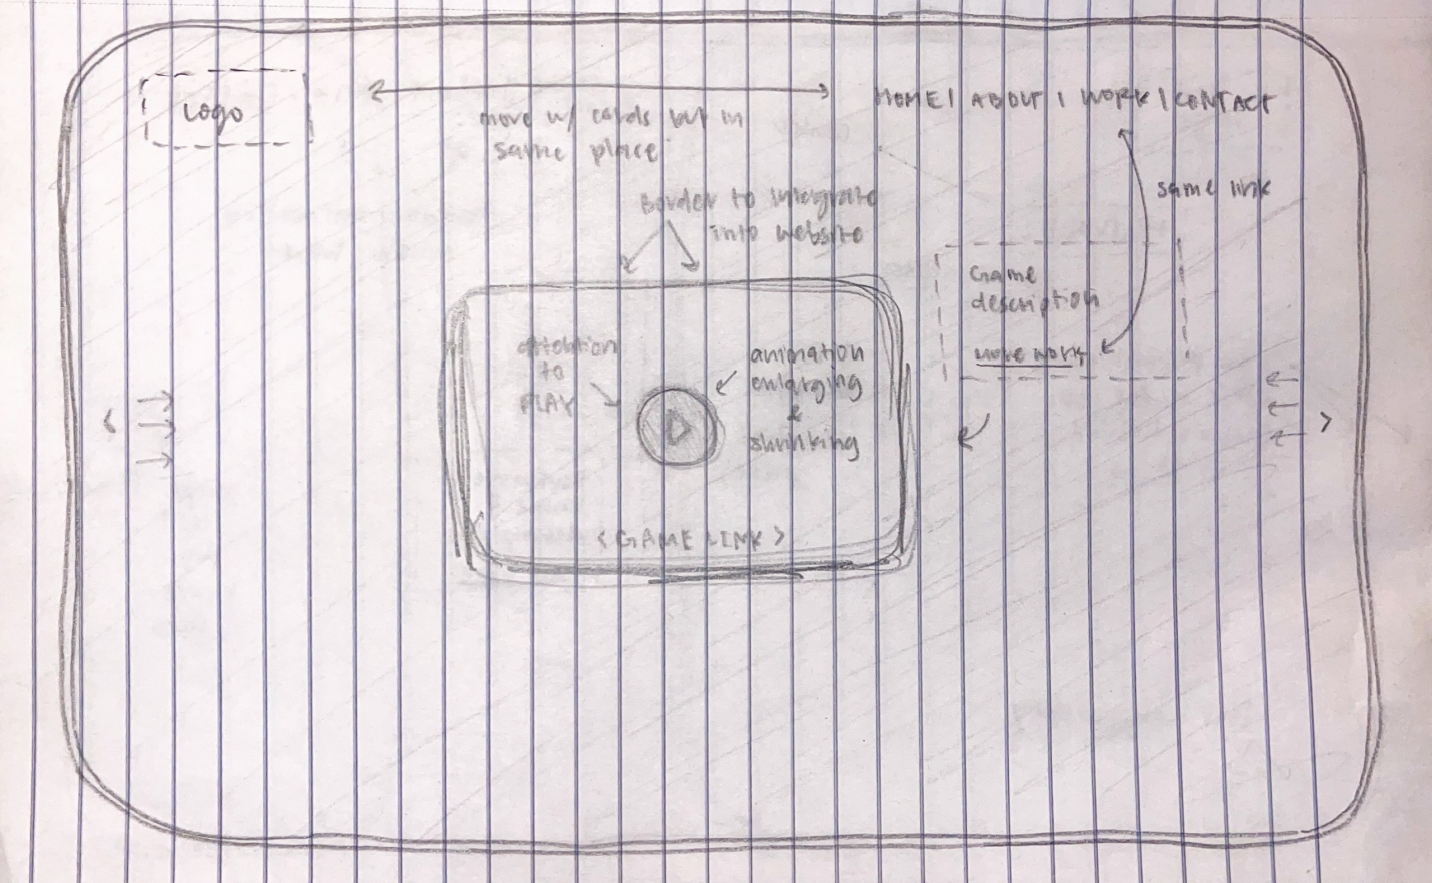 Logo
move w/ cards but in
same place
HOME | ABOUT | WORK | CONTACT
same link
Border to intergrate
into website
Game
description
more work
attention
to
PLAY
animation
enlarging
&
shrinking
<
>
< GAME LINK >